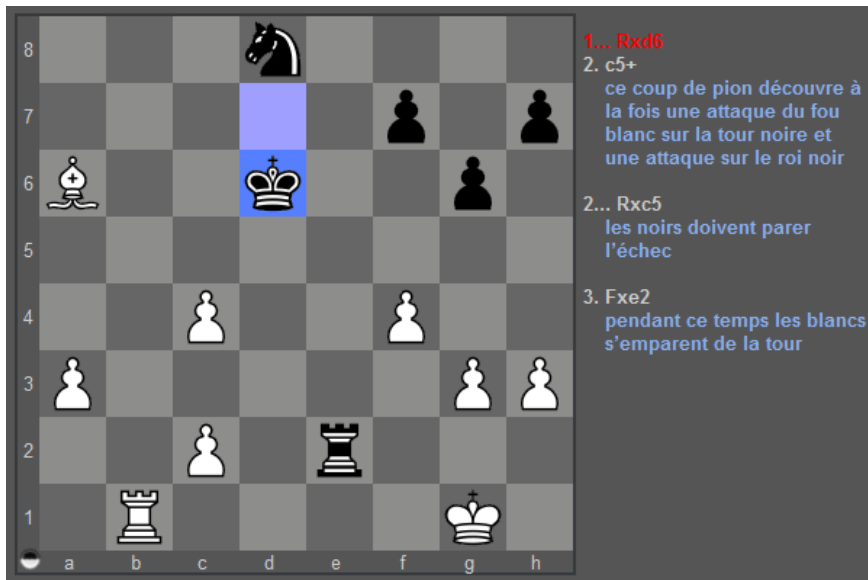 8
7
6
5
4
3
2
1
a b c d e f g h
1... Rxd6
2. c5+
ce coup de pion découvre à
la fois une attaque du fou
blanc sur la tour noire et
une attaque sur le roi noir
2... Rxc5
les noirs doivent parer
l'échec
3. Fxe2
pendant ce temps les blancs
s'emparent de la tour